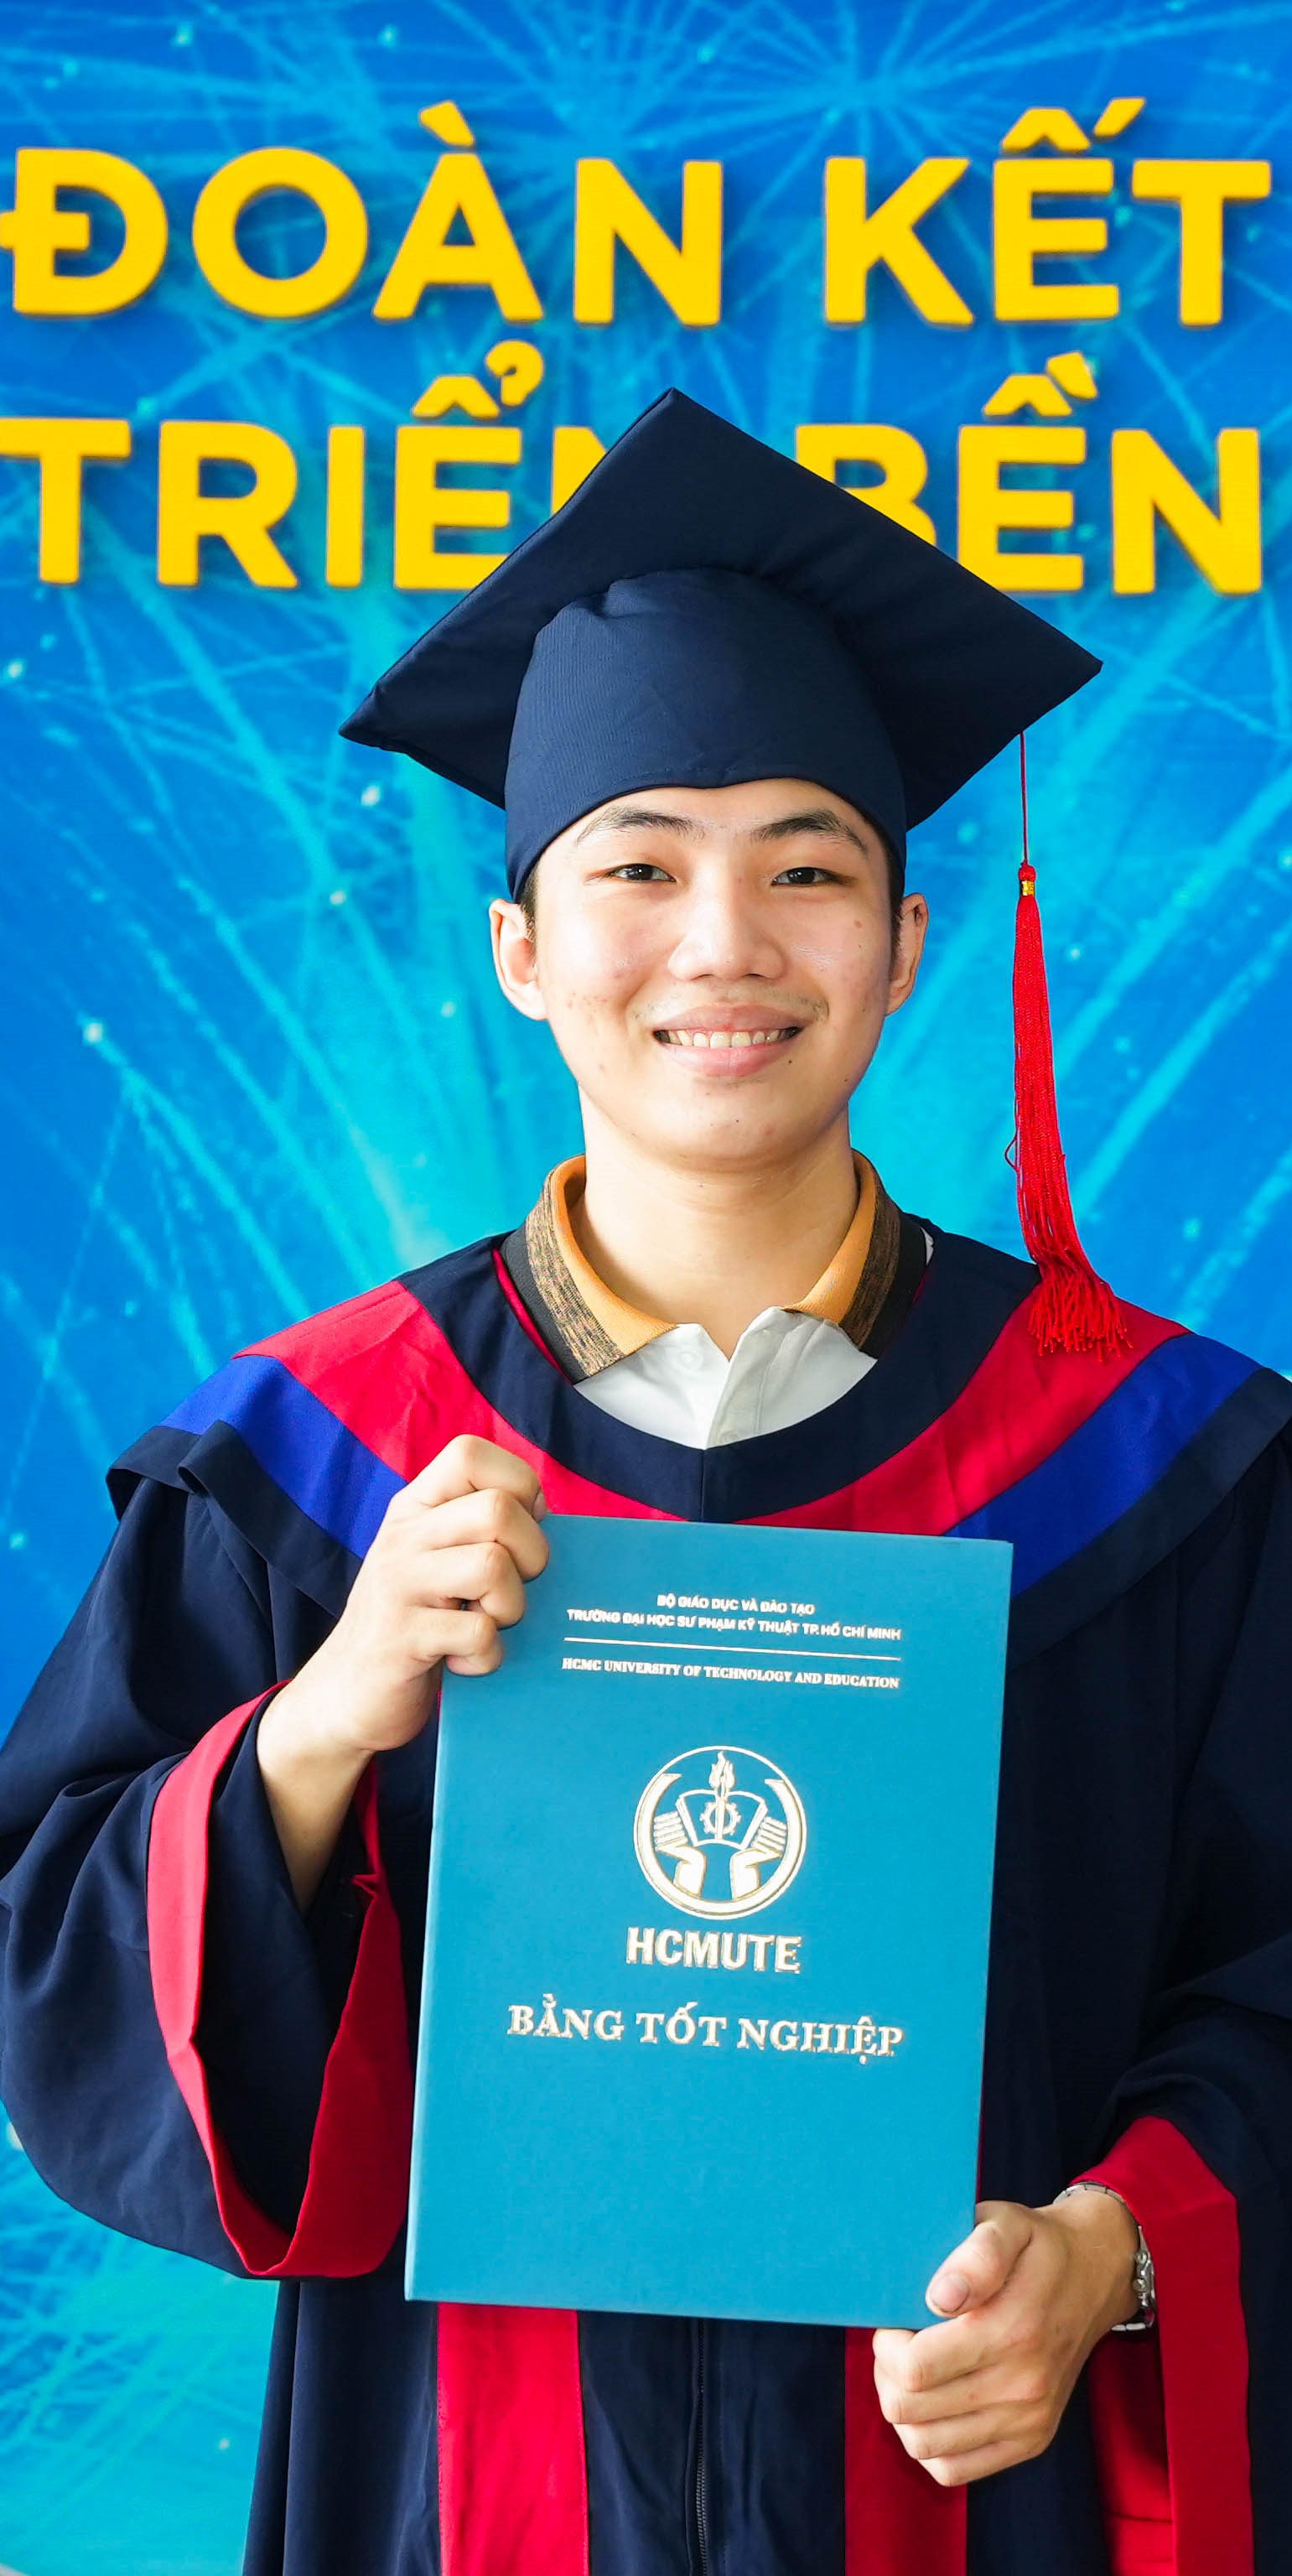 ĐOÀN KẾT
TRIỂN BỀN
BỘ GIÁO DỤC VÀ ĐÀO TẠO
TRƯỜNG ĐẠI HỌC SƯ PHẠM KỸ THUẬT TP. HỒ CHÍ MINH
HCMC UNIVERSITY OF TECHNOLOGY AND EDUCATION
HCMUTE
BẰNG TỐT NGHIỆP